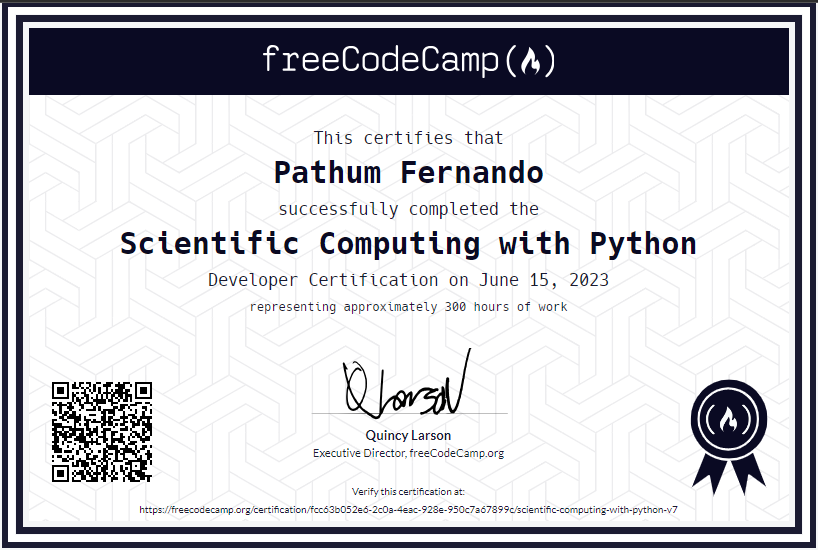 freeCodeCamp
This certifies that
Pathum Fernando
successfully completed the
Scientific Computing with Python
Developer Certification on June 15, 2023
representing approximately 300 hours of work
QLarson
Quincy Larson
Executive Director, freeCodeCamp.org
Verify this certification at:
https://freecodecamp.org/certification/fcc63b052e6-2c0a-4eac-928e-950c7a67899c/scientific-computing-with-python-v7